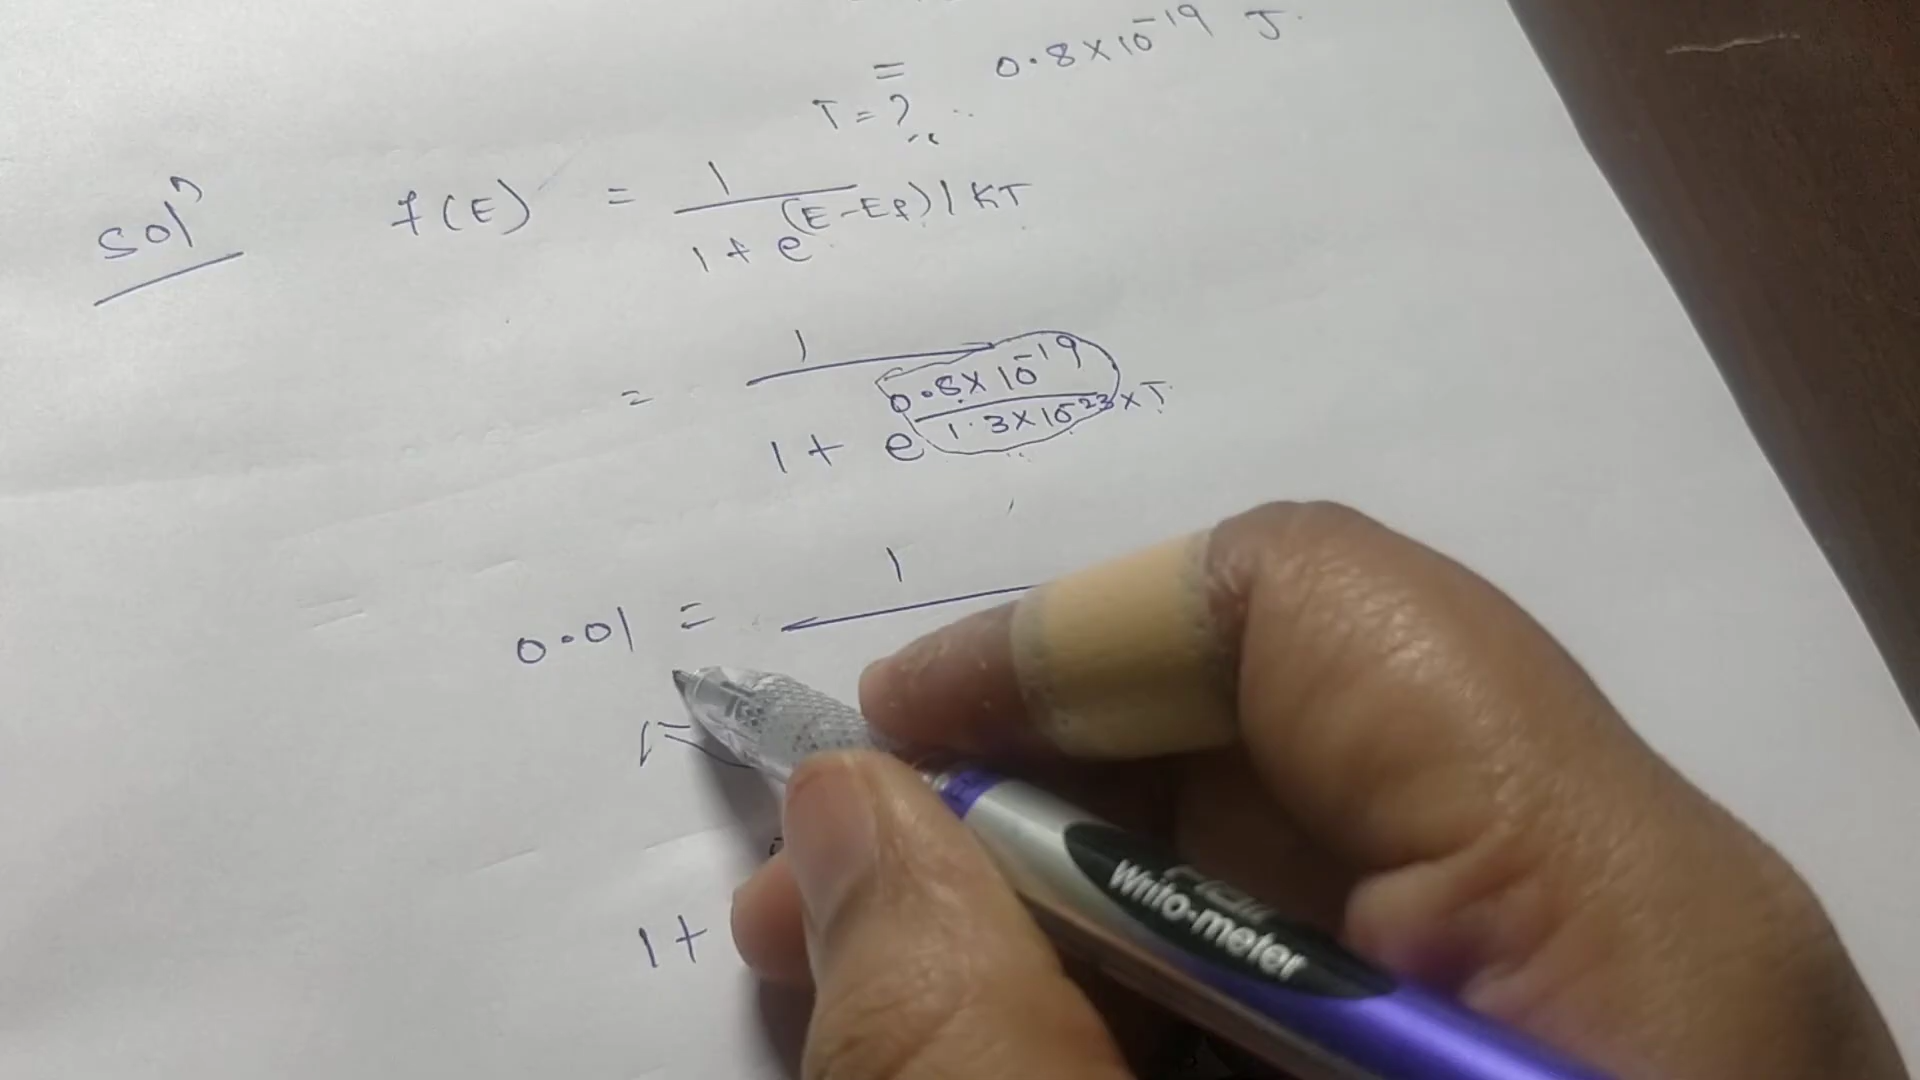 = 0.8×10⁻¹⁹ J.
T = ?
Solⁿ f(E) = 1 / 1 + e^(E-Ef)/KT
= 1 / 1 + e^(0.8×10⁻¹⁹ / 1.3×10⁻²³ × T)
0.01 = 1
1+
Writo-meter